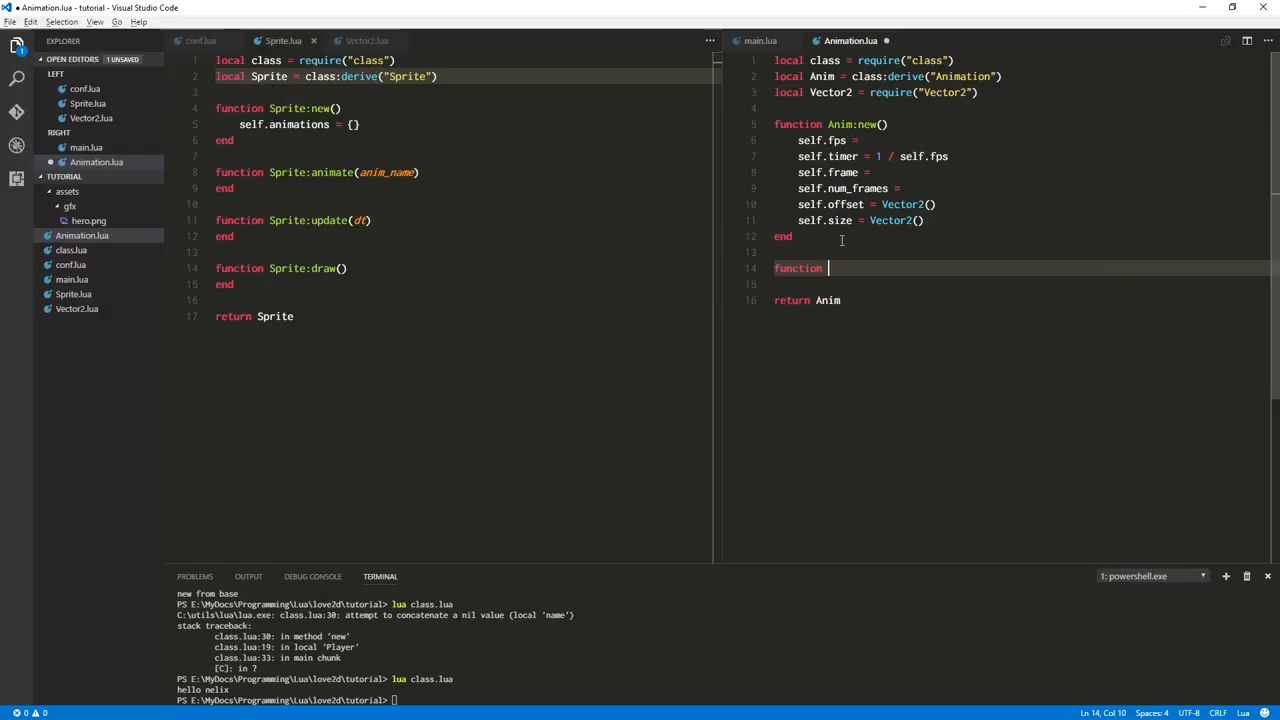 ● Animation.lua - tutorial - Visual Studio Code
File Edit Selection View Go Help
EXPLORER
OPEN EDITORS 1 UNSAVED
LEFT
conf.lua
Sprite.lua
Vector2.lua
RIGHT
main.lua
● Animation.lua
TUTORIAL
assets
gfx
hero.png
Animation.lua
class.lua
conf.lua
main.lua
Sprite.lua
Vector2.lua
1
conf.lua Sprite.lua × Vector2.lua
1 local class = require("class")
2 local Sprite = class:derive("Sprite")
3
4 function Sprite:new()
5 self.animations = {}
6 end
7
8 function Sprite:animate(anim_name)
9 end
10
11 function Sprite:update(dt)
12 end
13
14 function Sprite:draw()
15 end
16
17 return Sprite
main.lua Animation.lua ●
1 local class = require("class")
2 local Anim = class:derive("Animation")
3 local Vector2 = require("Vector2")
4
5 function Anim:new()
6 self.fps =
7 self.timer = 1 / self.fps
8 self.frame =
9 self.num_frames =
10 self.offset = Vector2()
11 self.size = Vector2()
12 end
13
14 function
15
16 return Anim
PROBLEMS OUTPUT DEBUG CONSOLE TERMINAL
1: powershell.exe
new from base
PS E:\MyDocs\Programming\Lua\love2d\tutorial> lua class.lua
C:\utils\lua\lua.exe: class.lua:30: attempt to concatenate a nil value (local 'name')
stack traceback:
class.lua:30: in method 'new'
class.lua:19: in local 'Player'
class.lua:33: in main chunk
[C]: in ?
PS E:\MyDocs\Programming\Lua\love2d\tutorial> lua class.lua
hello nelix
PS E:\MyDocs\Programming\Lua\love2d\tutorial>
0 0
Ln 14, Col 10 Spaces: 4 UTF-8 CRLF Lua